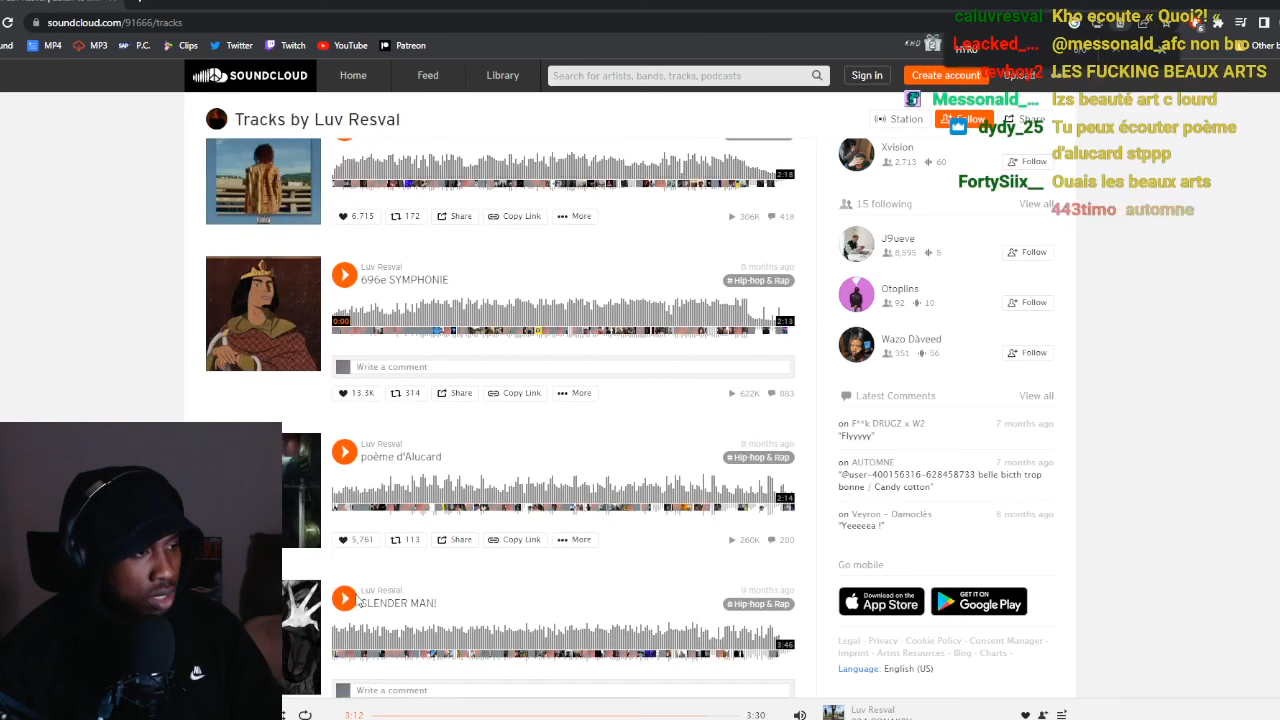 soundcloud.com/91666/tracks
MP4
MP3
P.C.
Clips
Twitter
Twitch
YouTube
Patreon
Other b
caluvresval Kho ecoute « Quoi?! «
Leacked_... @messonald_afc non bro
LES FUCKING BEAUX ARTS
Messonald_... lzs beauté art c lourd
dydy_25 Tu peux écouter poème
d'alucard stppp
FortySiix__ Ouais les beaux arts
443timo automne
SOUNDCLOUD
Home
Feed
Library
Search for artists, bands, tracks, podcasts
Sign in
Create account
Upload
Tracks by Luv Resval
Station
Follow
Share
2:18
6,715
172
Share
Copy Link
More
306K
418
Luv Resval
8 months ago
696e SYMPHONIE
# Hip-hop & Rap
0:00
2:13
Write a comment
13.3K
314
Share
Copy Link
More
622K
883
Luv Resval
8 months ago
poème d'Alucard
# Hip-hop & Rap
2:14
5,761
113
Share
Copy Link
More
260K
280
Luv Resval
9 months ago
SLENDER MAN!
# Hip-hop & Rap
3:46
Write a comment
Xvision
2,713
60
Follow
15 following
View all
J9ueve
8,595
5
Follow
Otoplins
92
10
Follow
Wazo Dàveed
351
56
Follow
Latest Comments
View all
on F**k DRUGZ x W2
7 months ago
“Flyyyyy”
on AUTOMNE
7 months ago
“@user-400156316-628458733 belle bicth trop
bonne / Candy cotton”
on Veyron - Damoclès
8 months ago
“Yeeeeea !”
Go mobile
Download on the
App Store
GET IT ON
Google Play
Legal - Privacy - Cookie Policy - Consent Manager -
Imprint - Artist Resources - Blog - Charts -
Language: English (US)
3:12
3:30
Luv Resval